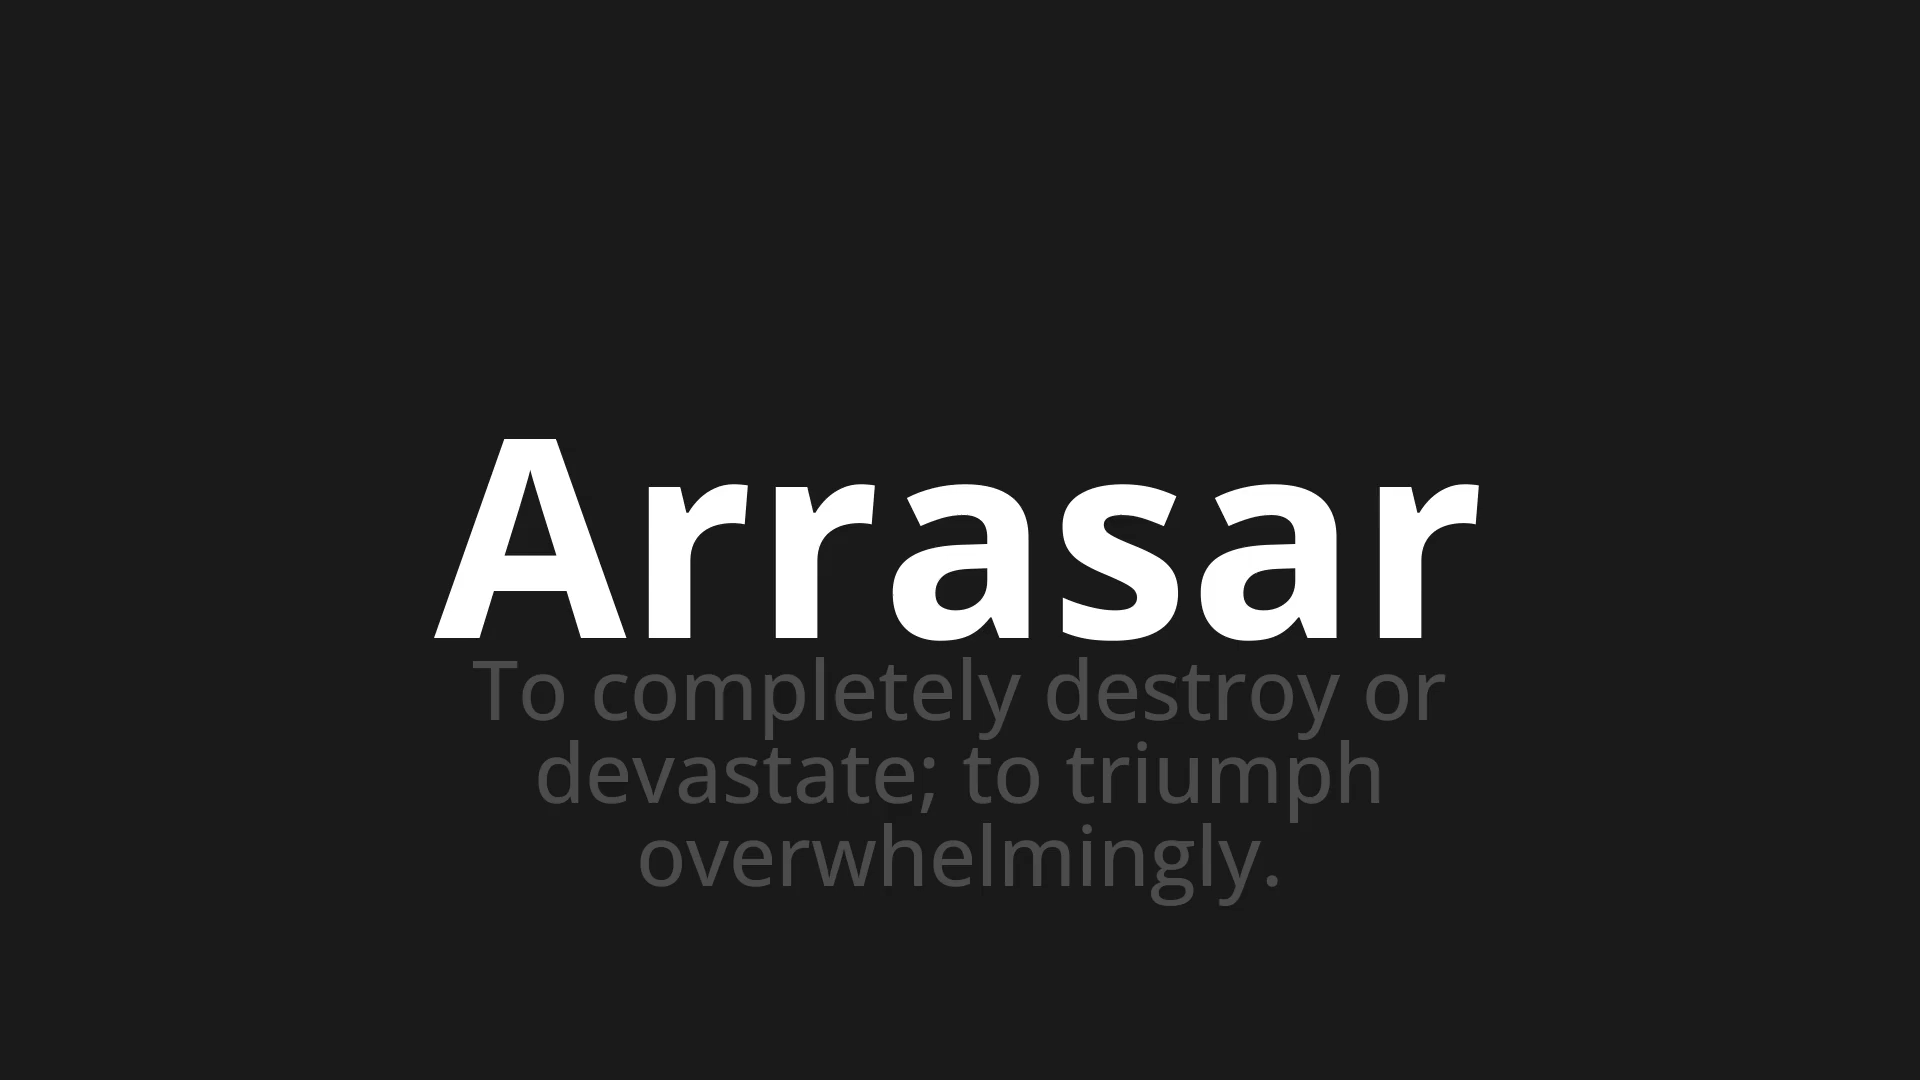 Arrasar
To completely destroy or
devastate; to triumph
overwhelmingly.